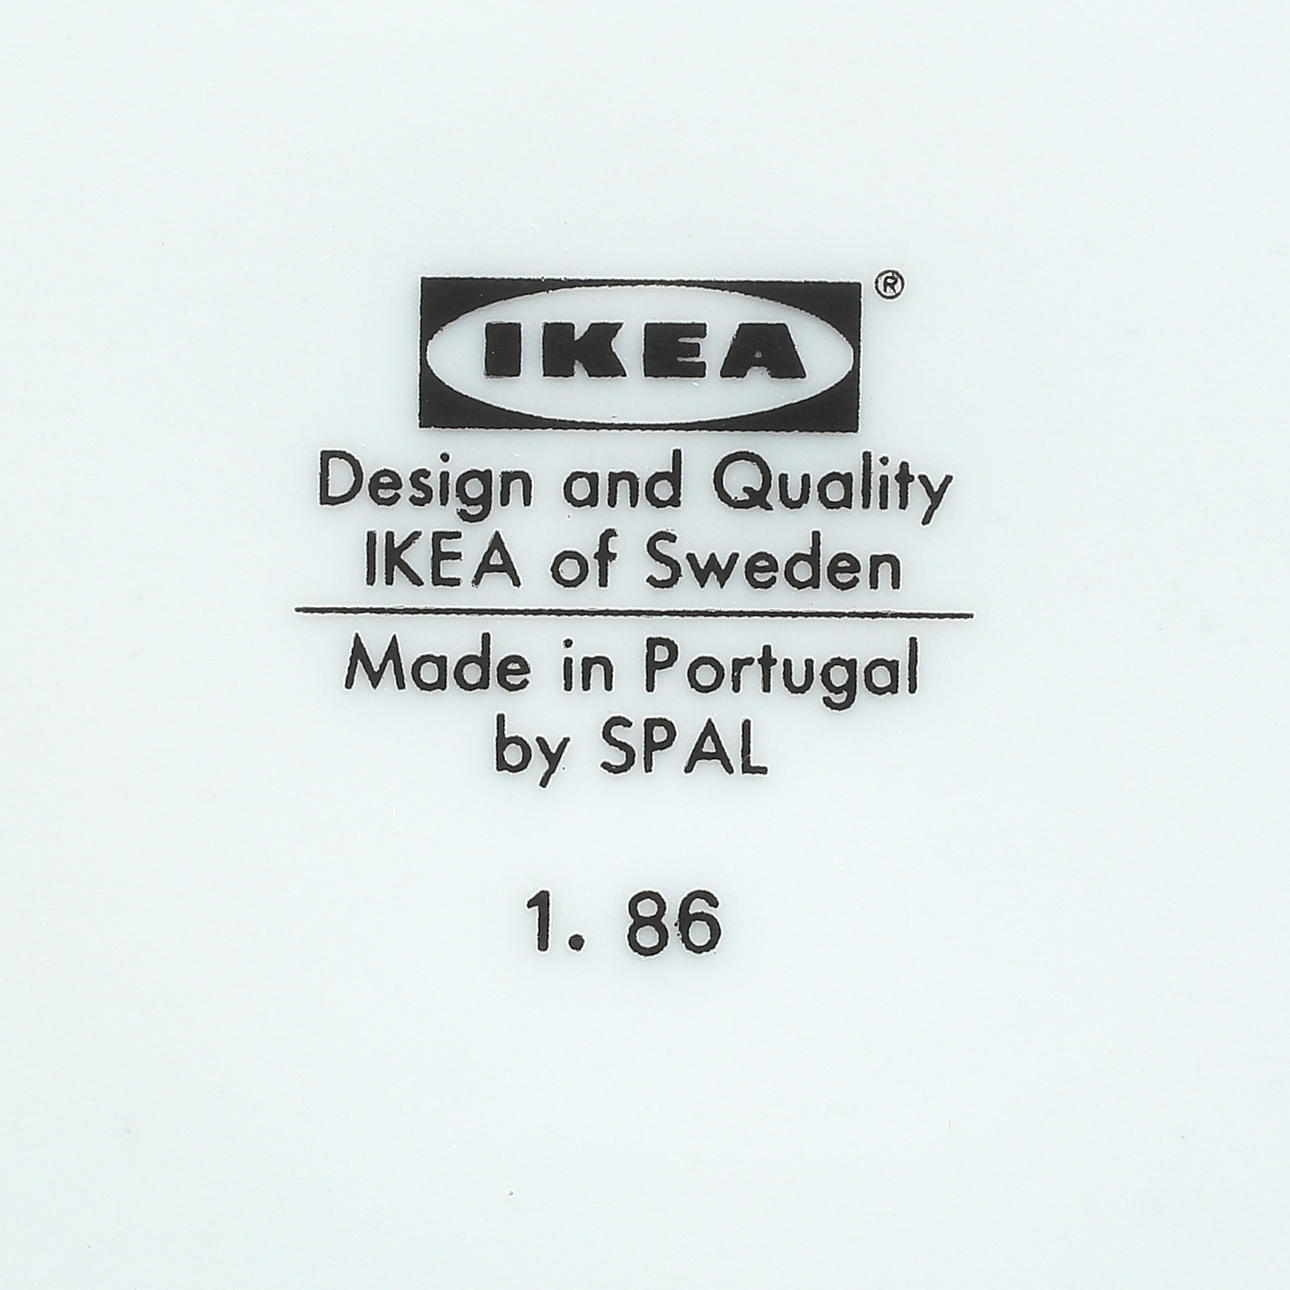 IKEA®
Design and Quality
IKEA of Sweden
Made in Portugal
by SPAL
1. 86